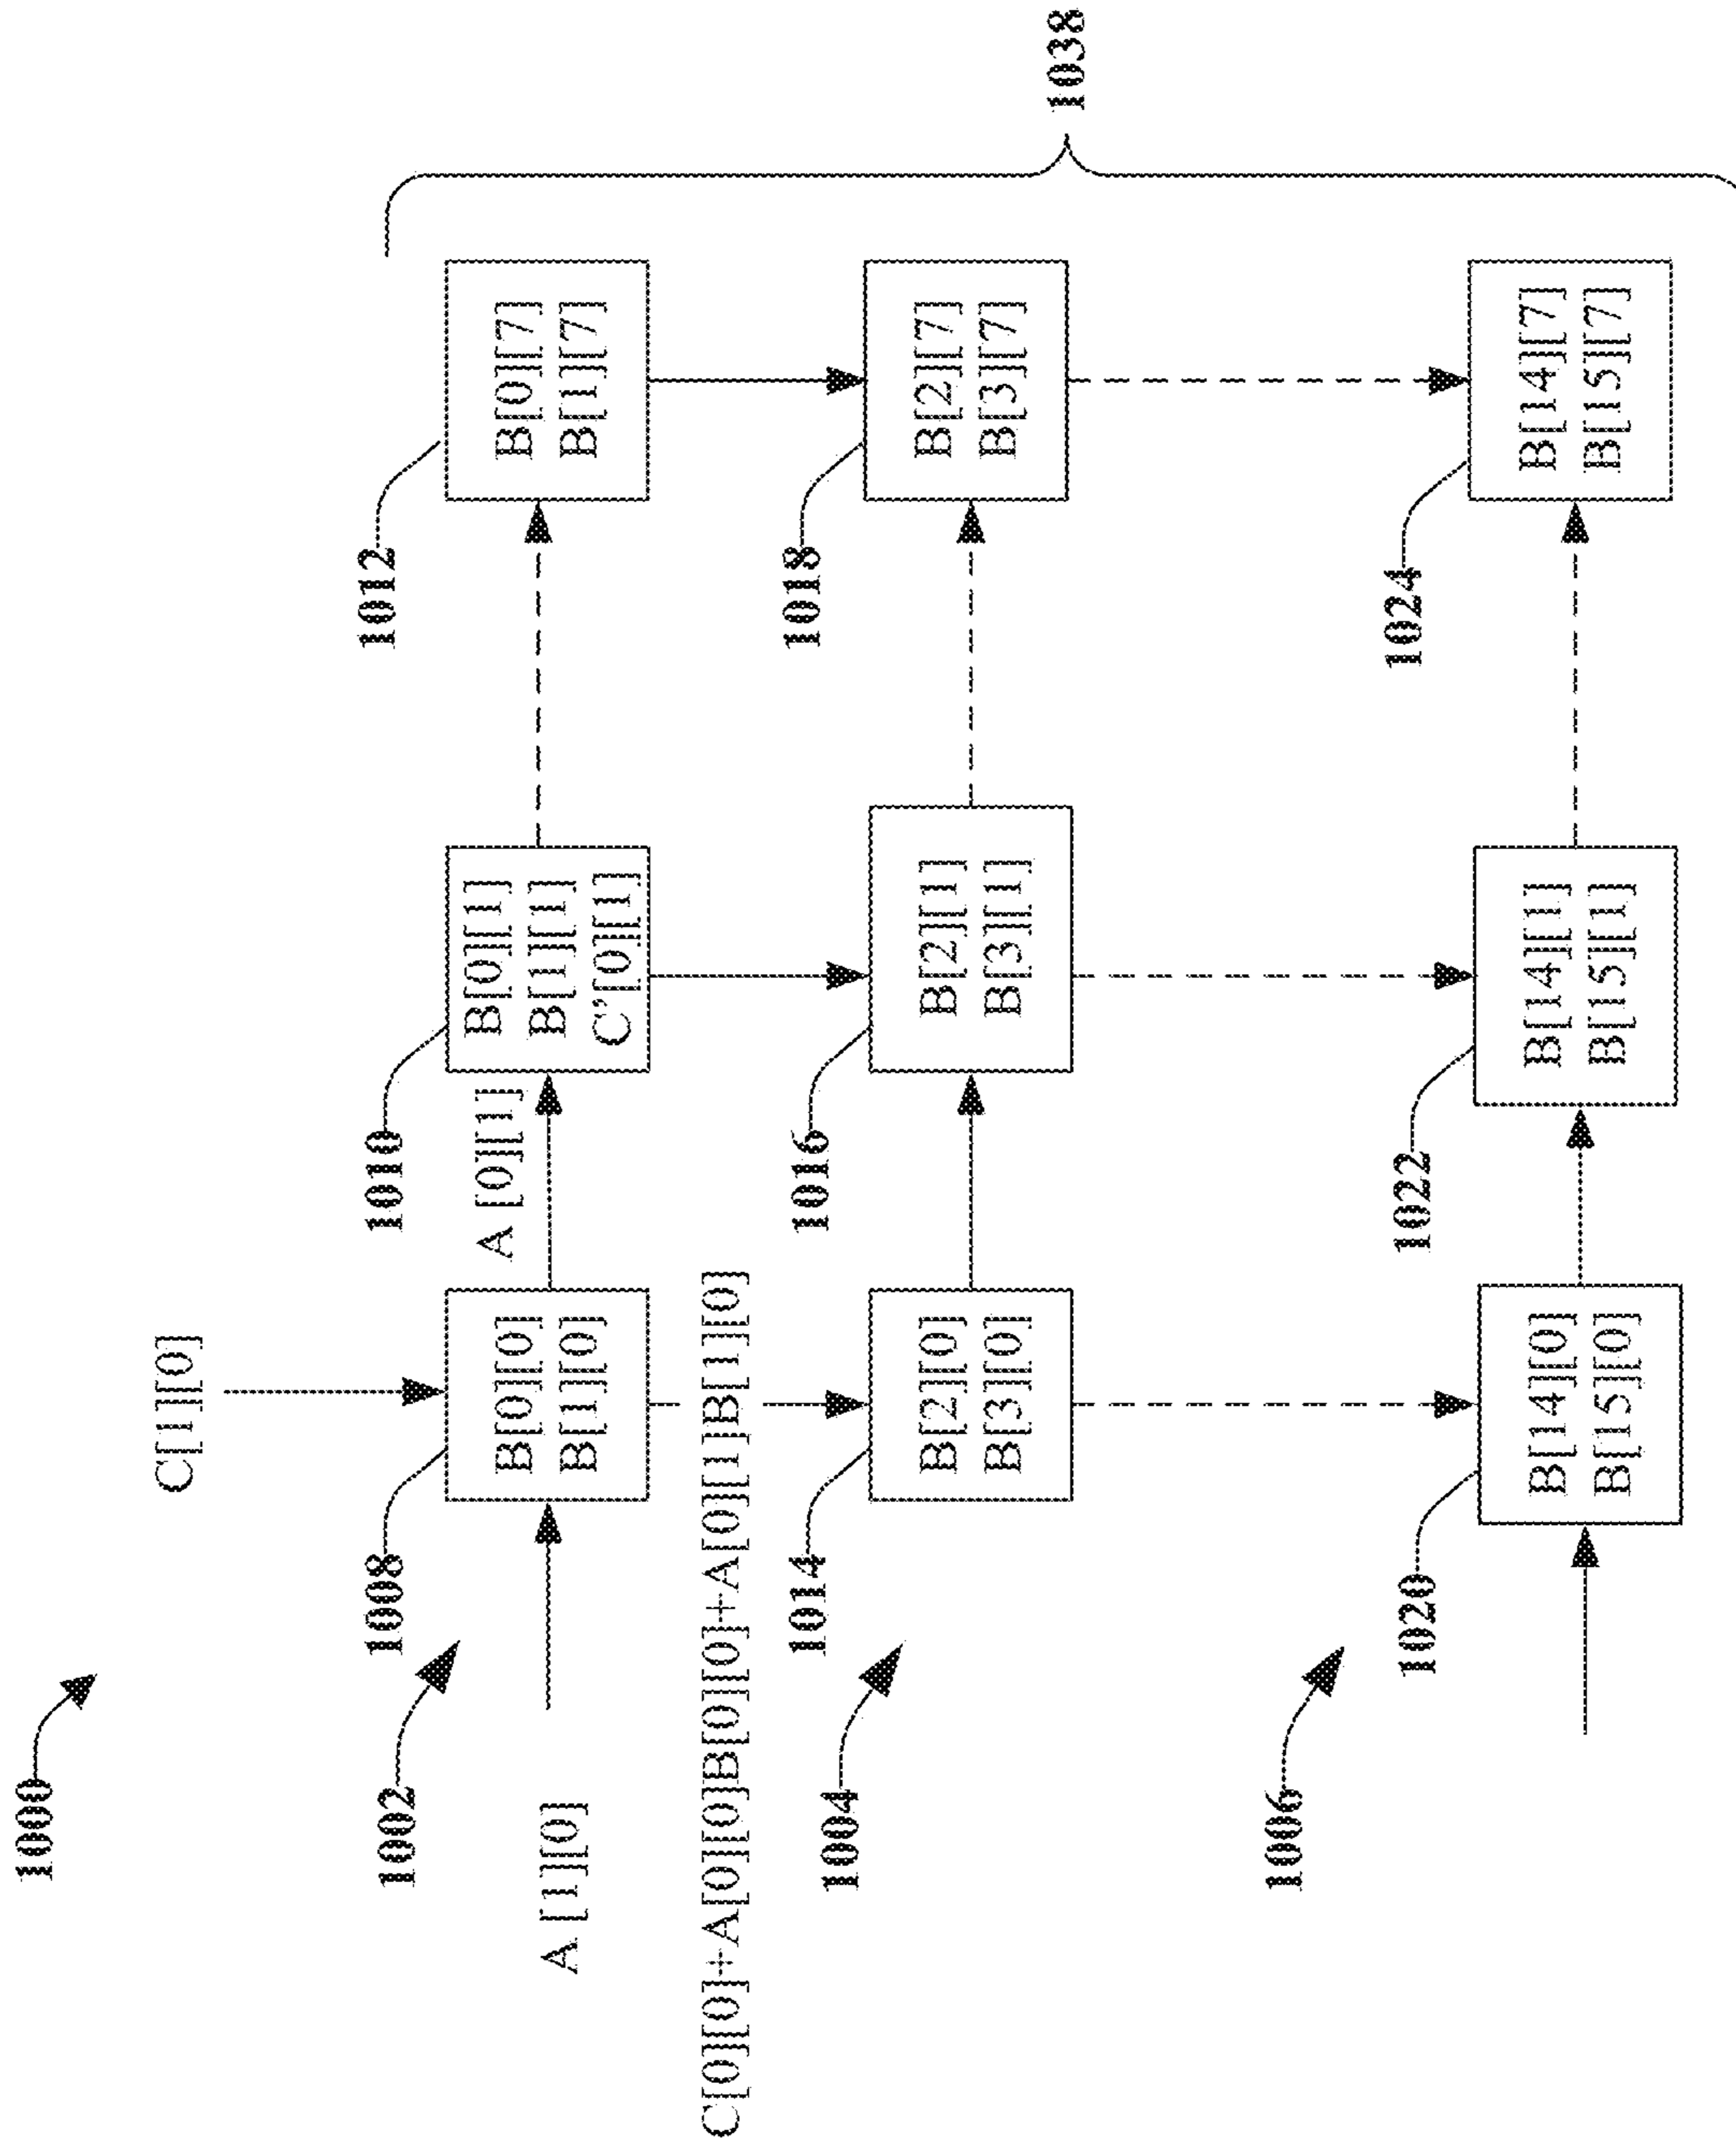 1000
C[1][0]
1002
1008
1010
1012
A [1][0]
B[0][0]
B[1][0]
A [0][1]
B[0][1]
B[1][1]
C'[0][1]
B[0][7]
B[1][7]
C[0][0]+A[0][0]B[0][0]+A[0][1]B[1][0]
1004
1014
1016
1018
B[2][0]
B[3][0]
B[2][1]
B[3][1]
B[2][7]
B[3][7]
1038
1006
1020
1022
1024
B[14][0]
B[15][0]
B[14][1]
B[15][1]
B[14][7]
B[15][7]